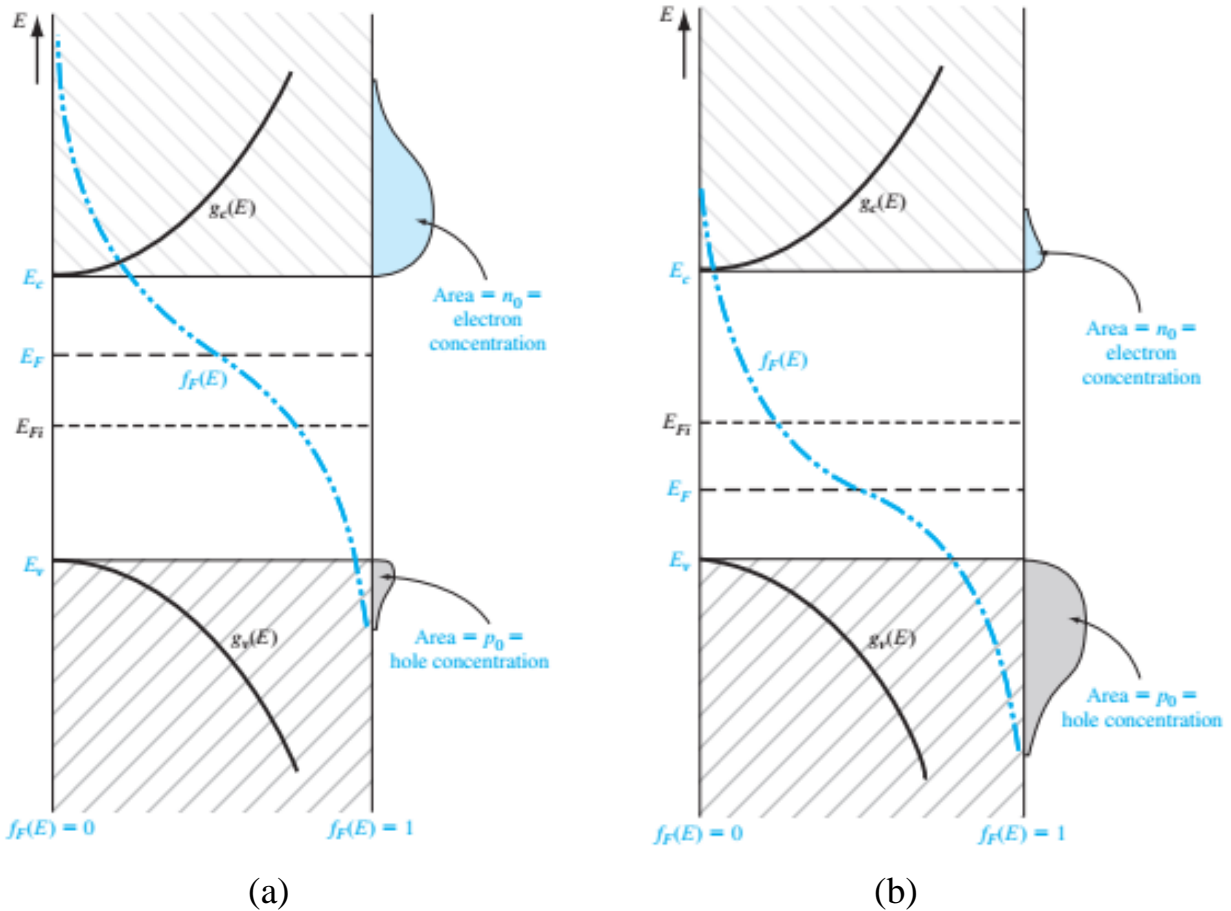 E
g_c(E)
E_c
Area = n_0 =
electron
concentration
E_F
f_F(E)
E_Fi
E_v
g_v(E)
Area = p_0 =
hole concentration
f_F(E) = 0
f_F(E) = 1
(a)
E
g_c(E)
E_c
Area = n_0 =
electron
concentration
f_F(E)
E_Fi
E_F
E_v
g_v(E)
Area = p_0 =
hole concentration
f_F(E) = 0
f_F(E) = 1
(b)